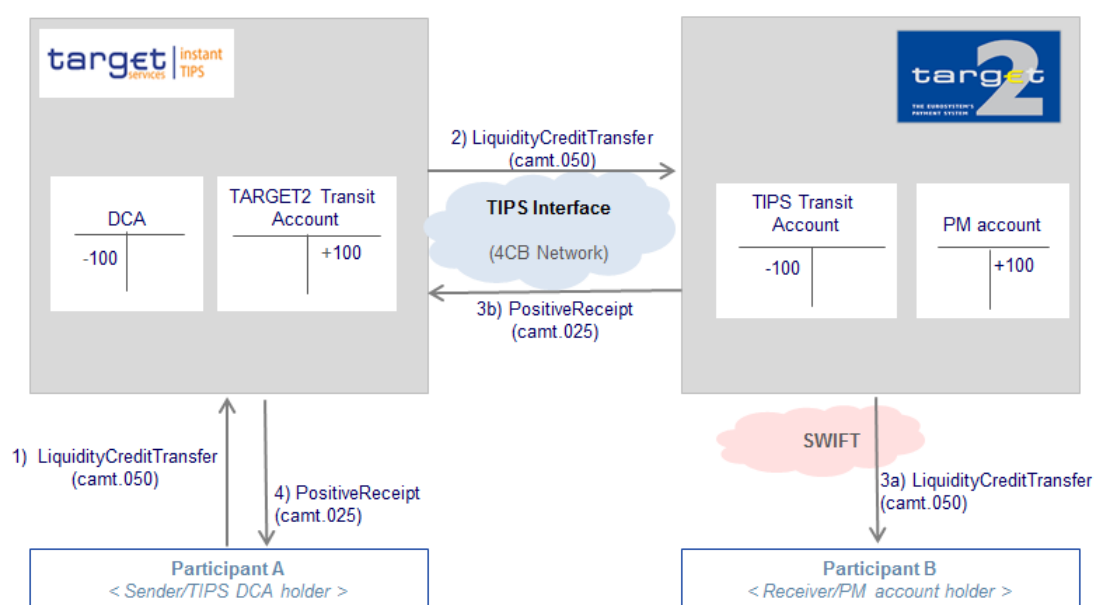 target
services
instant
TIPS
target
2
THE EUROSYSTEM'S
PAYMENT SYSTEM
2) LiquidityCreditTransfer
(camt.050)
DCA
-100
TARGET2 Transit
Account
+100
TIPS Interface
(4CB Network)
TIPS Transit
Account
-100
PM account
+100
3b) PositiveReceipt
(camt.025)
SWIFT
1) LiquidityCreditTransfer
(camt.050)
4) PositiveReceipt
(camt.025)
3a) LiquidityCreditTransfer
(camt.050)
Participant A
< Sender/TIPS DCA holder >
Participant B
< Receiver/PM account holder >